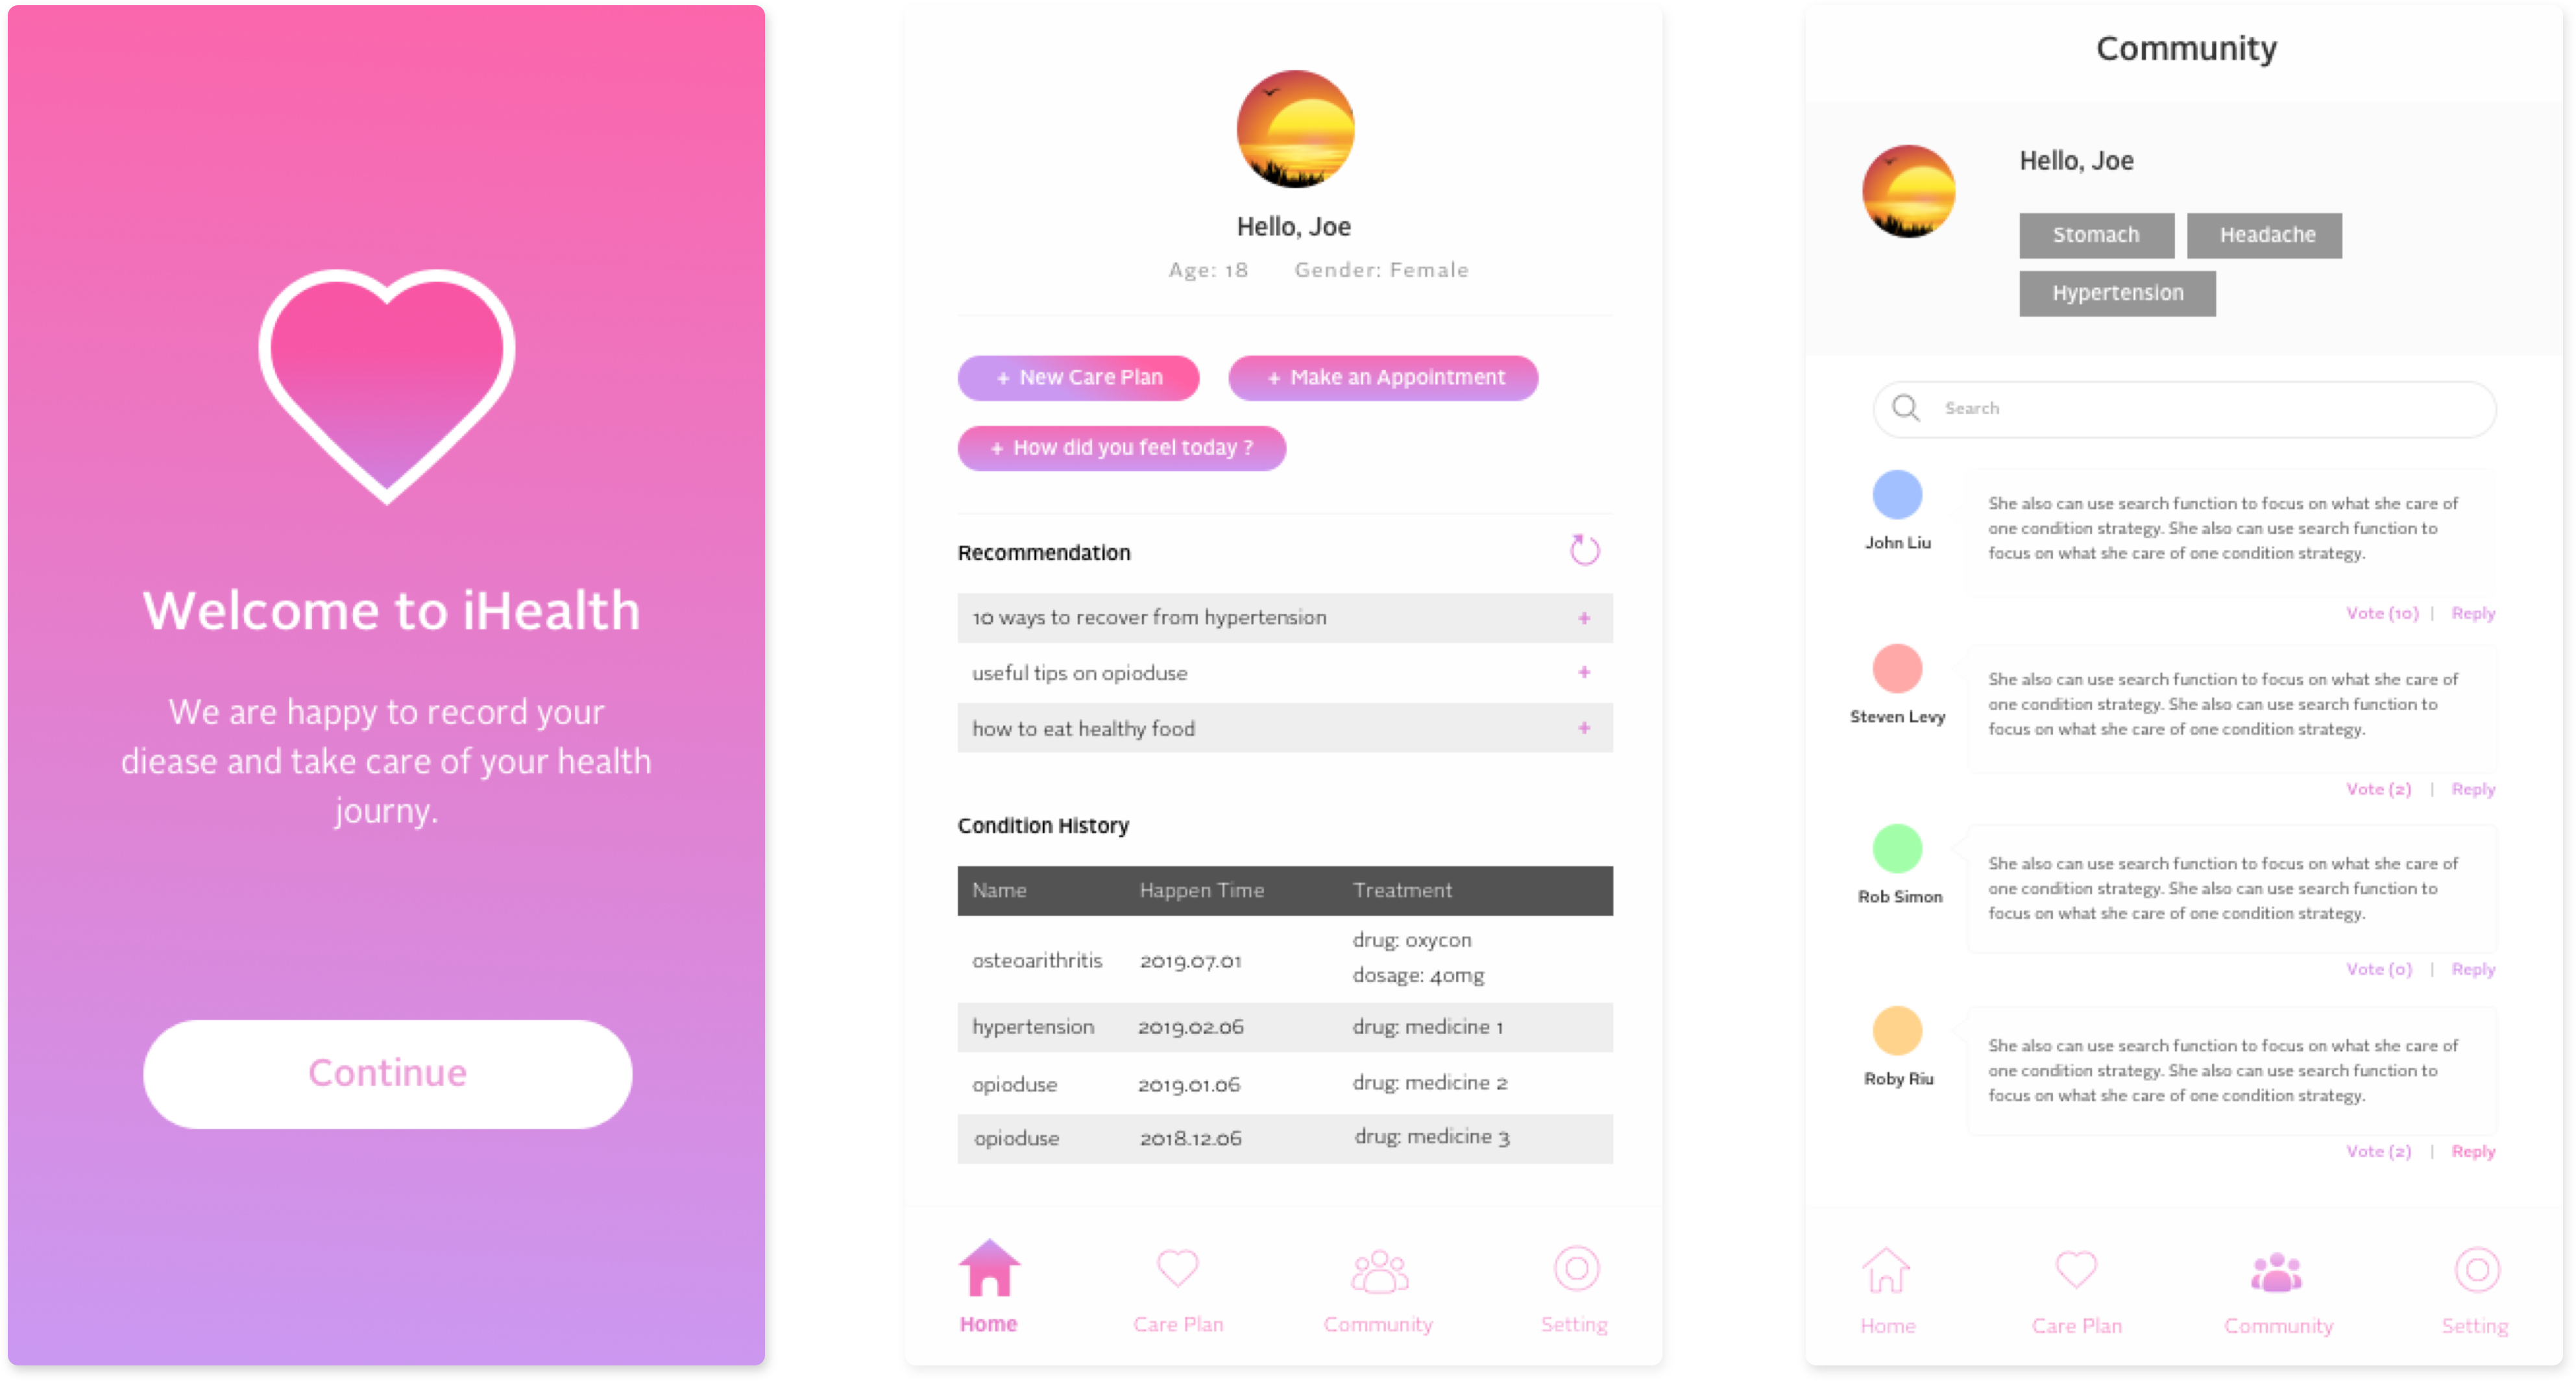 Welcome to iHealth
We are happy to record your
diease and take care of your health
journy.
Continue
Hello, Joe
Age: 18 Gender: Female
+ New Care Plan + Make an Appointment
+ How did you feel today ?
Recommendation
10 ways to recover from hypertension +
useful tips on opioduse +
how to eat healthy food +
Condition History
Name Happen Time Treatment
osteoarithritis 2019.07.01 drug: oxycon
dosage: 40mg
hypertension 2019.02.06 drug: medicine 1
opioduse 2019.01.06 drug: medicine 2
opioduse 2018.12.06 drug: medicine 3
Home Care Plan Community Setting
Community
Hello, Joe
Stomach Headache
Hypertension
Search
John Liu
She also can use search function to focus on what she care of
one condition strategy. She also can use search function to
focus on what she care of one condition strategy.
Vote (10) | Reply
Steven Levy
She also can use search function to focus on what she care of
one condition strategy. She also can use search function to
focus on what she care of one condition strategy.
Vote (2) | Reply
Rob Simon
She also can use search function to focus on what she care of
one condition strategy. She also can use search function to
focus on what she care of one condition strategy.
Vote (0) | Reply
Roby Riu
She also can use search function to focus on what she care of
one condition strategy. She also can use search function to
focus on what she care of one condition strategy.
Vote (2) | Reply
Home Care Plan Community Setting